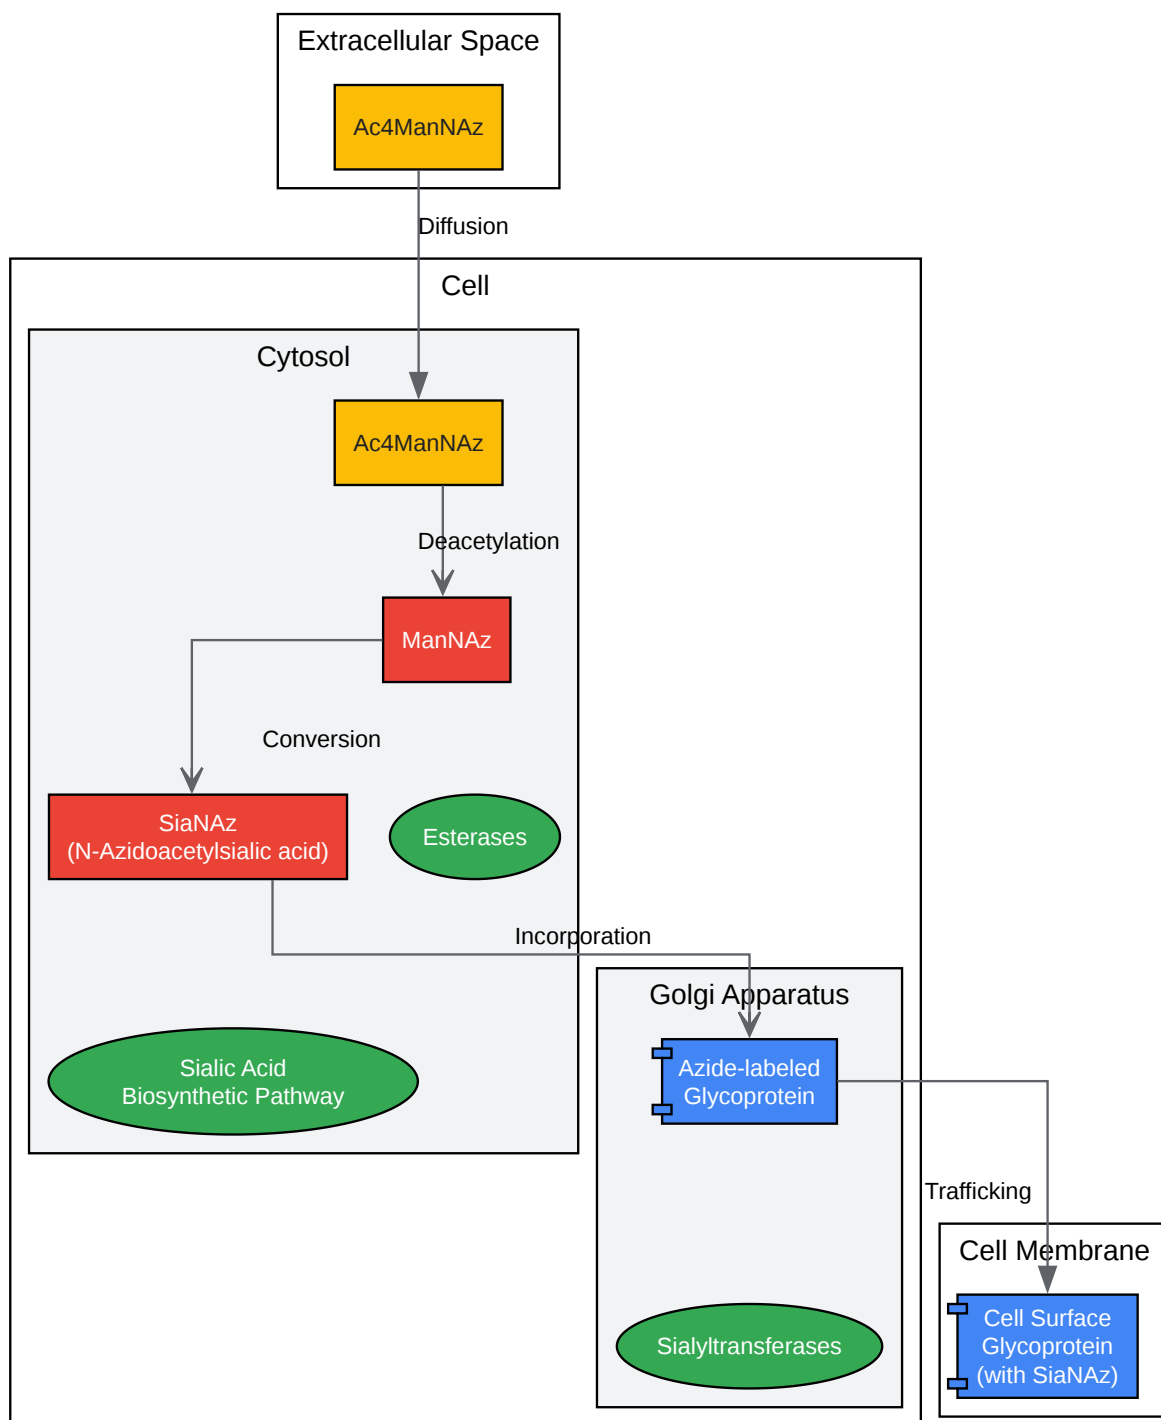 Extracellular Space
Ac4ManNAz
Diffusion
Cell
Cytosol
Ac4ManNAz
Deacetylation
ManNAz
Conversion
SiaNAz
(N-Azidoacetylsialic acid)
Esterases
Incorporation
Golgi Apparatus
Sialic Acid
Biosynthetic Pathway
Azide-labeled
Glycoprotein
Trafficking
Cell Membrane
Cell Surface
Glycoprotein
(with SiaNAz)
Sialyltransferases